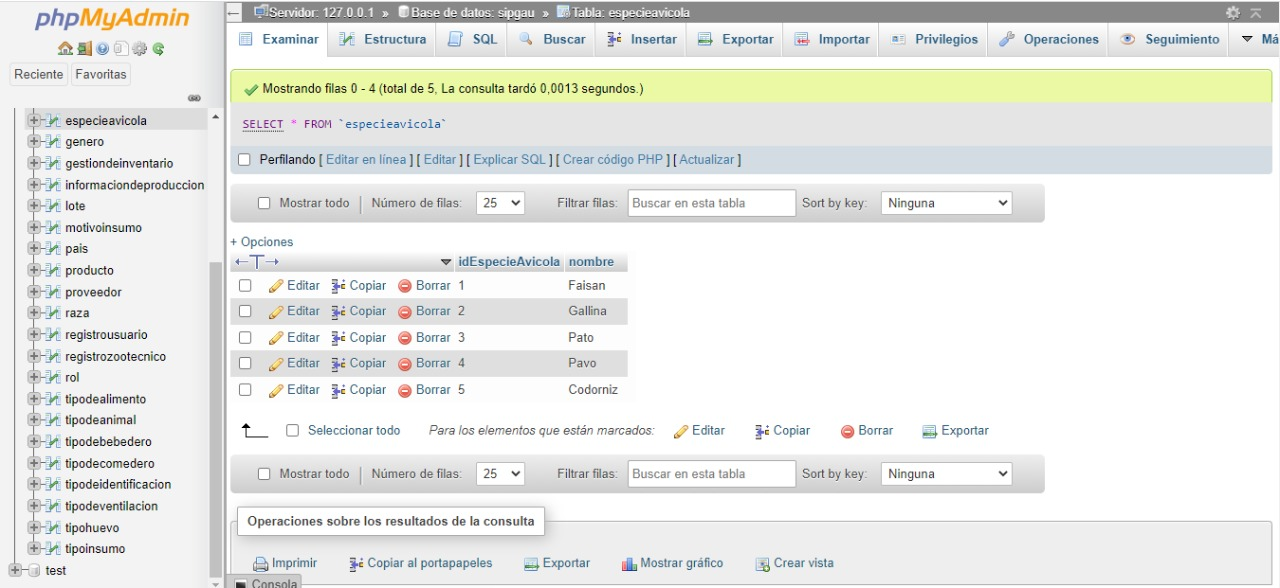 phpMyAdmin
Reciente Favoritas
especieavicola
genero
gestiondeinventario
informaciondeproduccion
lote
motivoinsumo
pais
producto
proveedor
raza
registrousuario
registrozootecnico
rol
tipodealimento
tipodeanimal
tipodebebedero
tipodecomedero
tipodeidentificacion
tipodeventilacion
tipohuevo
tipoinsumo
test
Servidor: 127.0.0.1 » Base de datos: sipgau » Tabla: especieavicola
Examinar Estructura SQL Buscar Insertar Exportar Importar Privilegios Operaciones Seguimiento Má
Mostrando filas 0 - 4 (total de 5, La consulta tardó 0,0013 segundos.)
SELECT * FROM `especieavicola`
Perfilando [ Editar en línea ] [ Editar ] [ Explicar SQL ] [ Crear código PHP ] [ Actualizar ]
Mostrar todo | Número de filas: 25 Filtrar filas: Buscar en esta tabla Sort by key: Ninguna
+ Opciones
←T→ idEspecieAvicola nombre
Editar Copiar Borrar 1 Faisan
Editar Copiar Borrar 2 Gallina
Editar Copiar Borrar 3 Pato
Editar Copiar Borrar 4 Pavo
Editar Copiar Borrar 5 Codorniz
Seleccionar todo Para los elementos que están marcados: Editar Copiar Borrar Exportar
Mostrar todo | Número de filas: 25 Filtrar filas: Buscar en esta tabla Sort by key: Ninguna
Operaciones sobre los resultados de la consulta
Imprimir Copiar al portapapeles Exportar Mostrar gráfico Crear vista
Consola